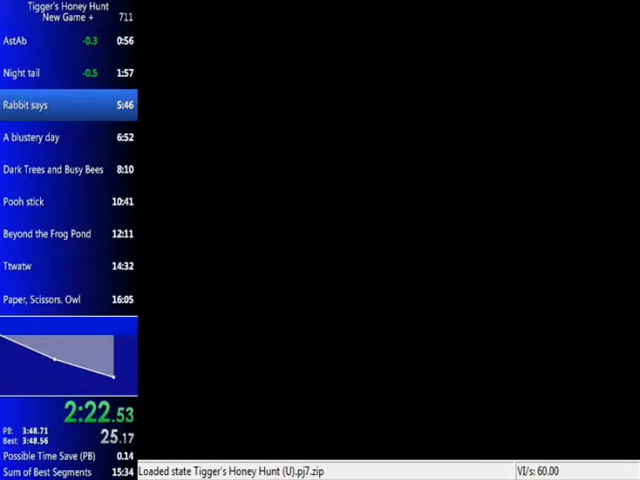 Tigger's Honey Hunt
New Game + 711
AstAb -0.3 0:56
Night tail -0.5 1:57
Rabbit says 5:46
A blustery day 6:52
Dark Trees and Busy Bees 8:10
Pooh stick 10:41
Beyond the Frog Pond 12:11
Ttwatw 14:32
Paper, Scissors. Owl 16:05
2:22.53
PB: 3:48.71
Best: 3:48.56
25.17
Possible Time Save (PB) 0.14
Sum of Best Segments 15:34
Loaded state Tigger's Honey Hunt (U).pj7.zip
VI/s: 60.00